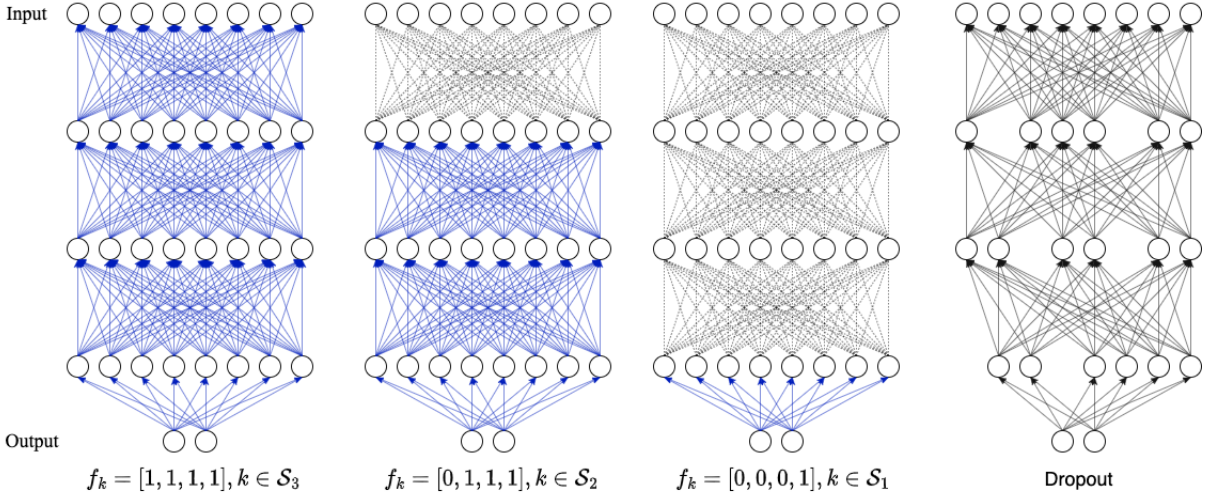 Input
Output
f_k = [1, 1, 1, 1], k ∈ S_3
f_k = [0, 1, 1, 1], k ∈ S_2
f_k = [0, 0, 0, 1], k ∈ S_1
Dropout